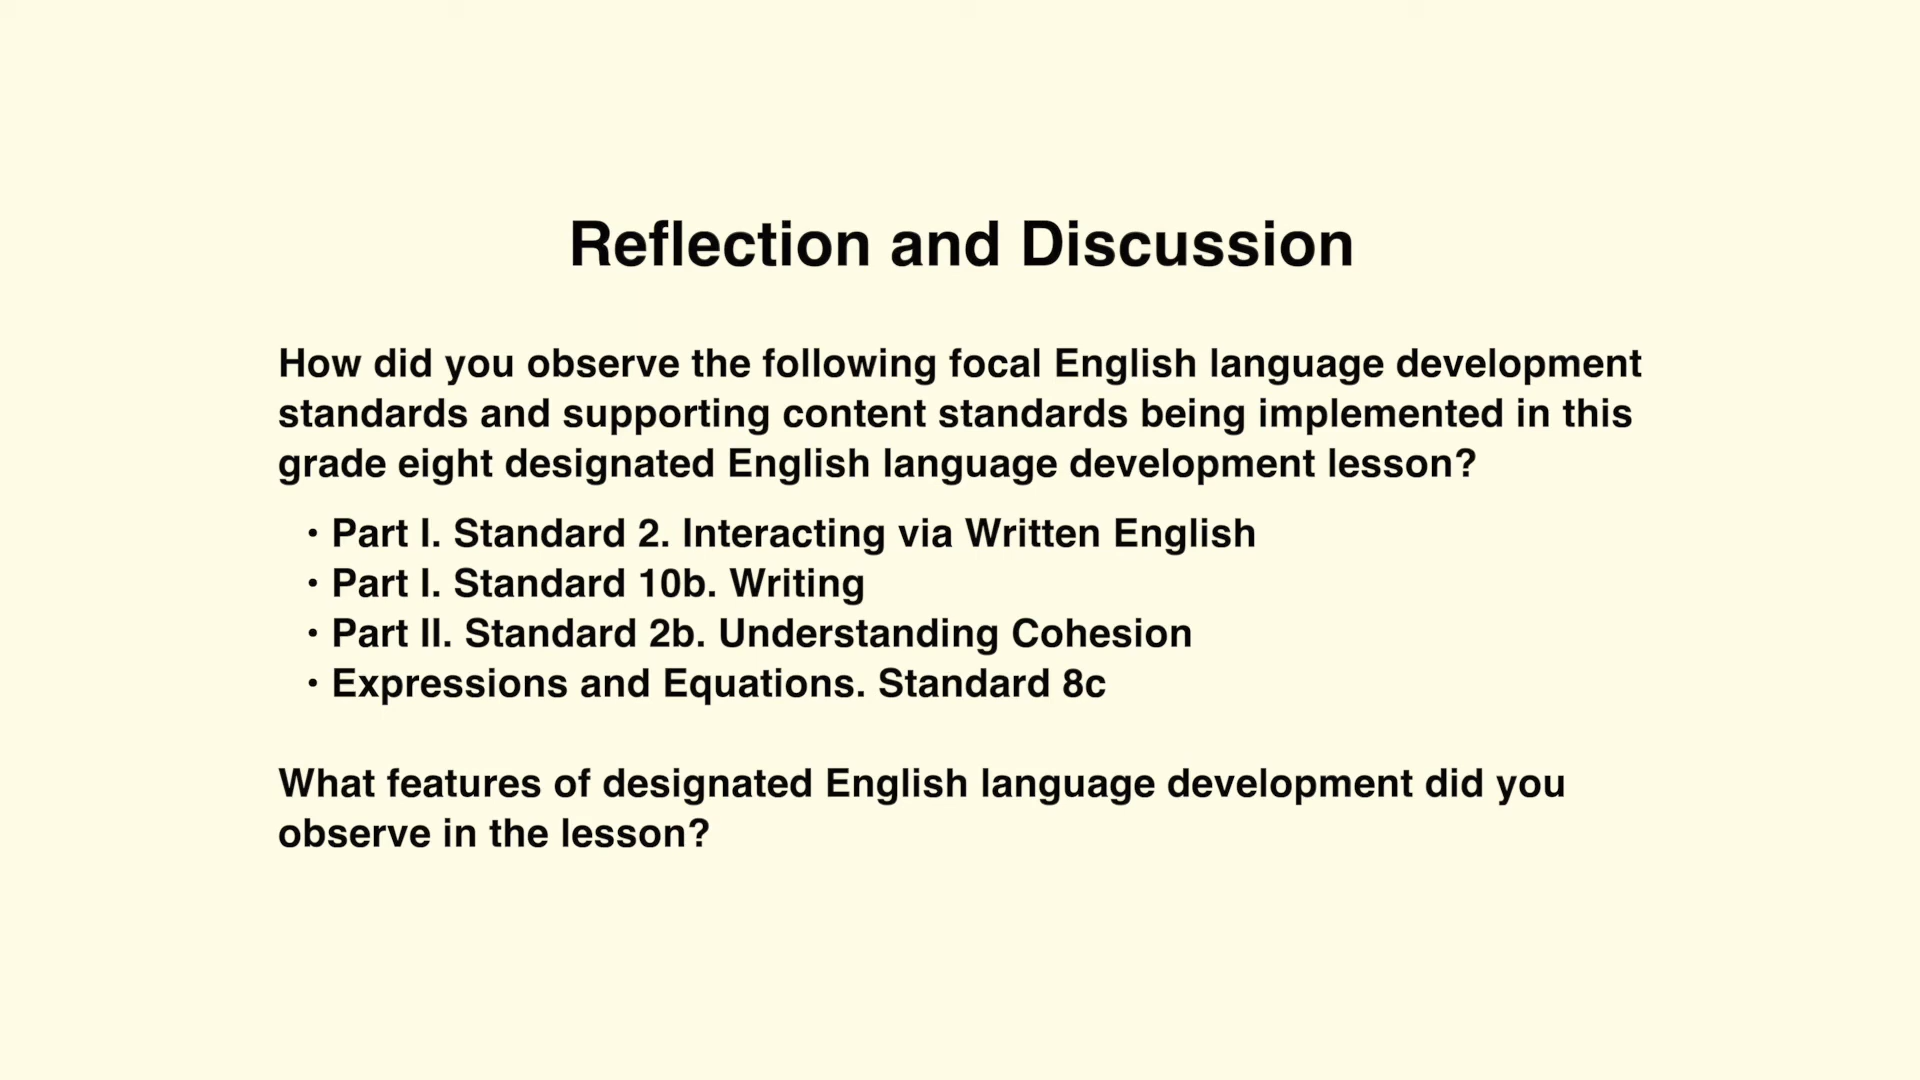 Reflection and Discussion
How did you observe the following focal English language development
standards and supporting content standards being implemented in this
grade eight designated English language development lesson?
• Part I. Standard 2. Interacting via Written English
• Part I. Standard 10b. Writing
• Part II. Standard 2b. Understanding Cohesion
• Expressions and Equations. Standard 8c
What features of designated English language development did you
observe in the lesson?